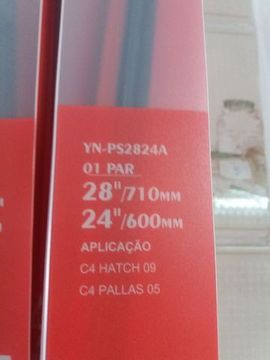 YN-PS2824A
01 PAR
28"/710MM
24"/600MM
APLICAÇÃO
C4 HATCH 09
C4 PALLAS 05